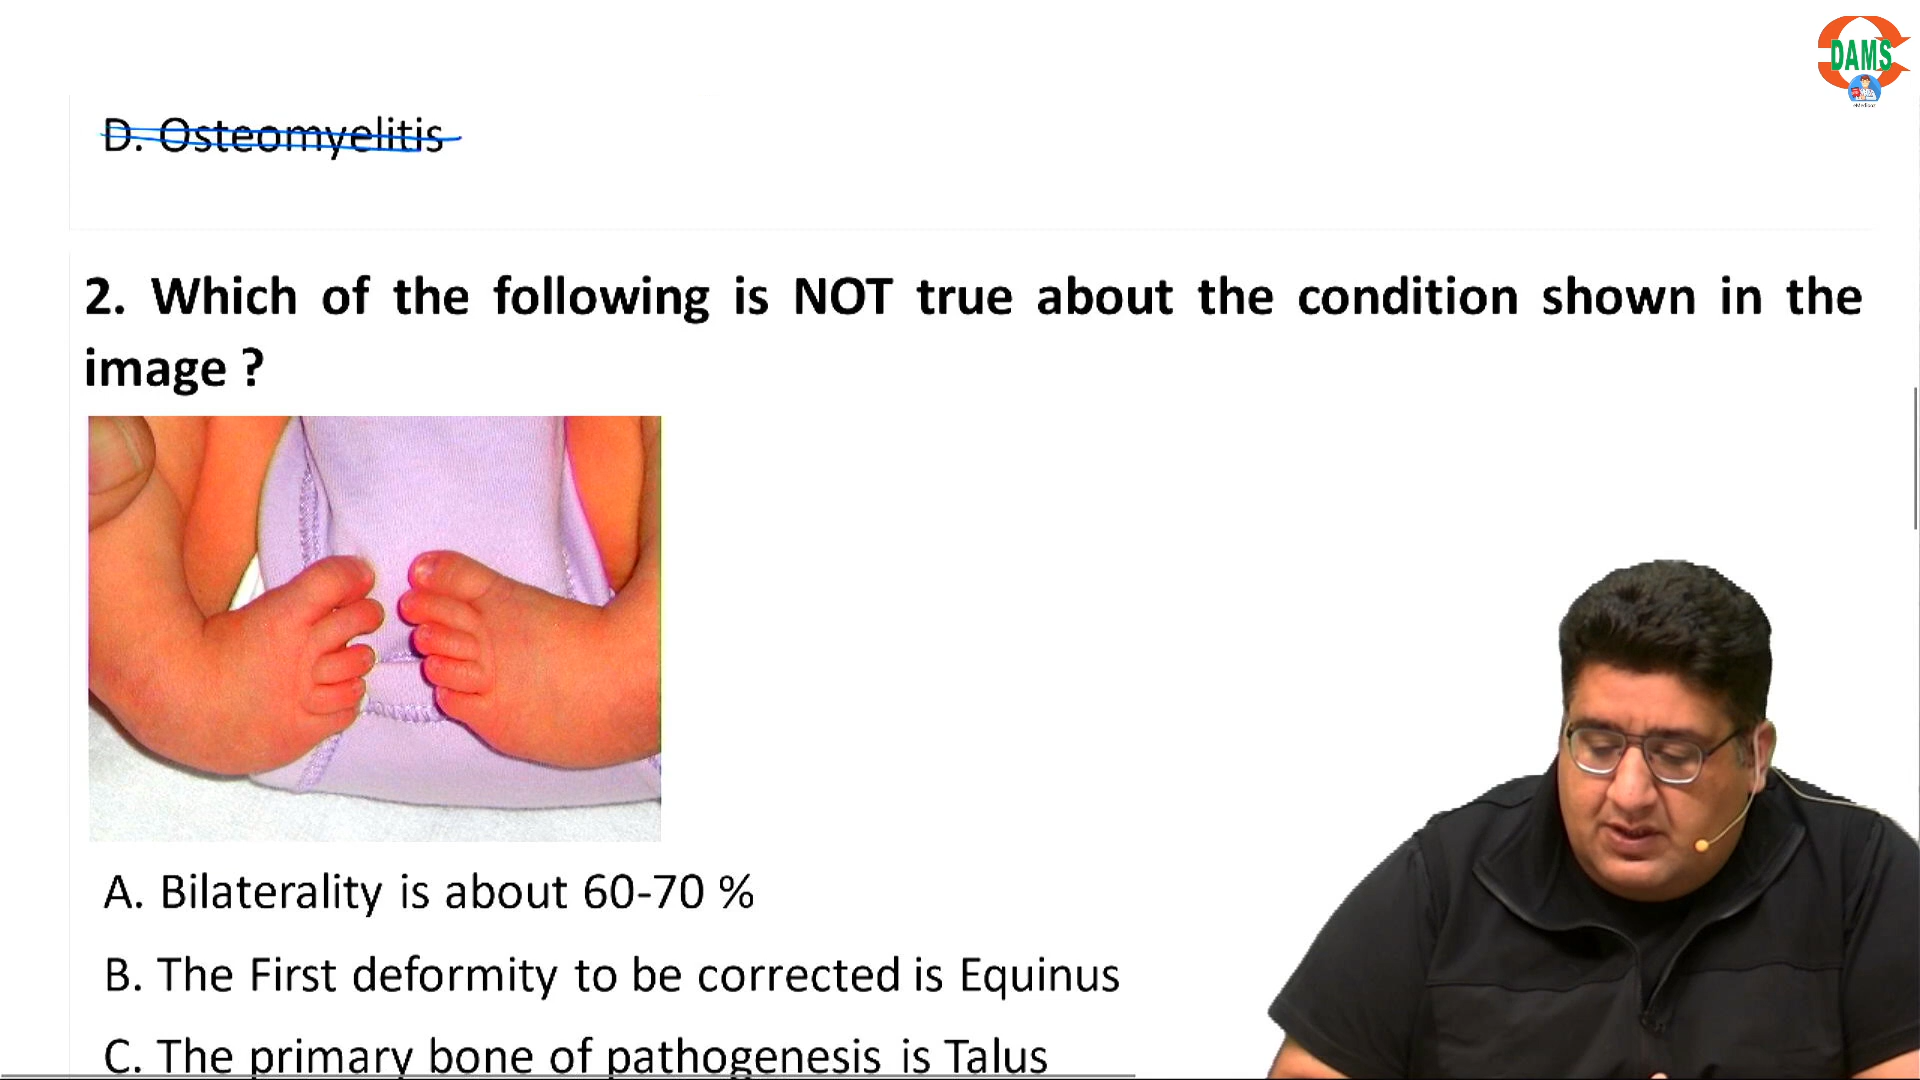 DAMS
D. Osteomyelitis
2. Which of the following is NOT true about the condition shown in the
image ?
A. Bilaterality is about 60-70 %
B. The First deformity to be corrected is Equinus
C. The primary bone of pathogenesis is Talus